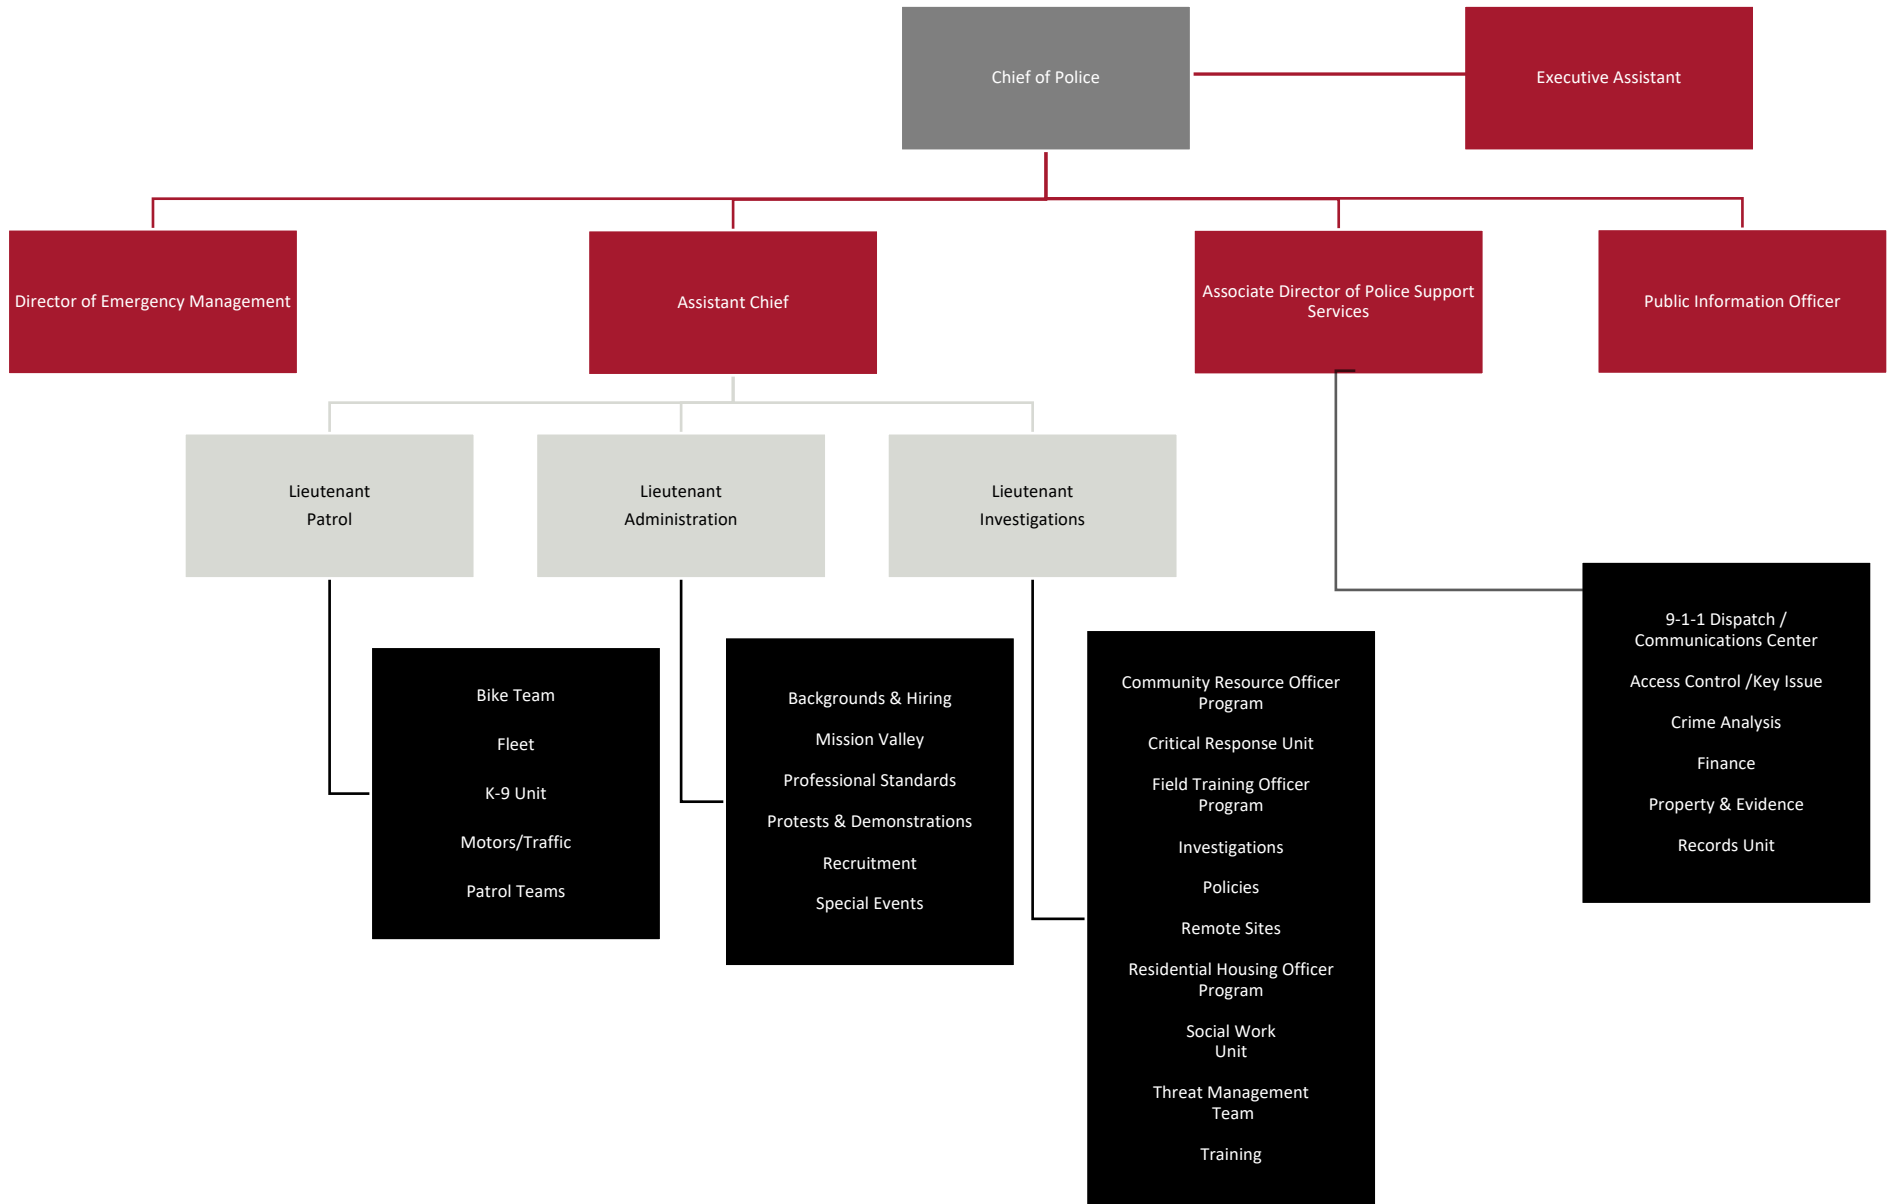 Chief of Police
Executive Assistant
Director of Emergency Management
Assistant Chief
Associate Director of Police Support
Services
Public Information Officer
Lieutenant
Patrol
Lieutenant
Administration
Lieutenant
Investigations
Bike Team
Fleet
K-9 Unit
Motors/Traffic
Patrol Teams
Backgrounds & Hiring
Mission Valley
Professional Standards
Protests & Demonstrations
Recruitment
Special Events
Community Resource Officer
Program
Critical Response Unit
Field Training Officer
Program
Investigations
Policies
Remote Sites
Residential Housing Officer
Program
Social Work
Unit
Threat Management
Team
Training
9-1-1 Dispatch /
Communications Center
Access Control /Key Issue
Crime Analysis
Finance
Property & Evidence
Records Unit